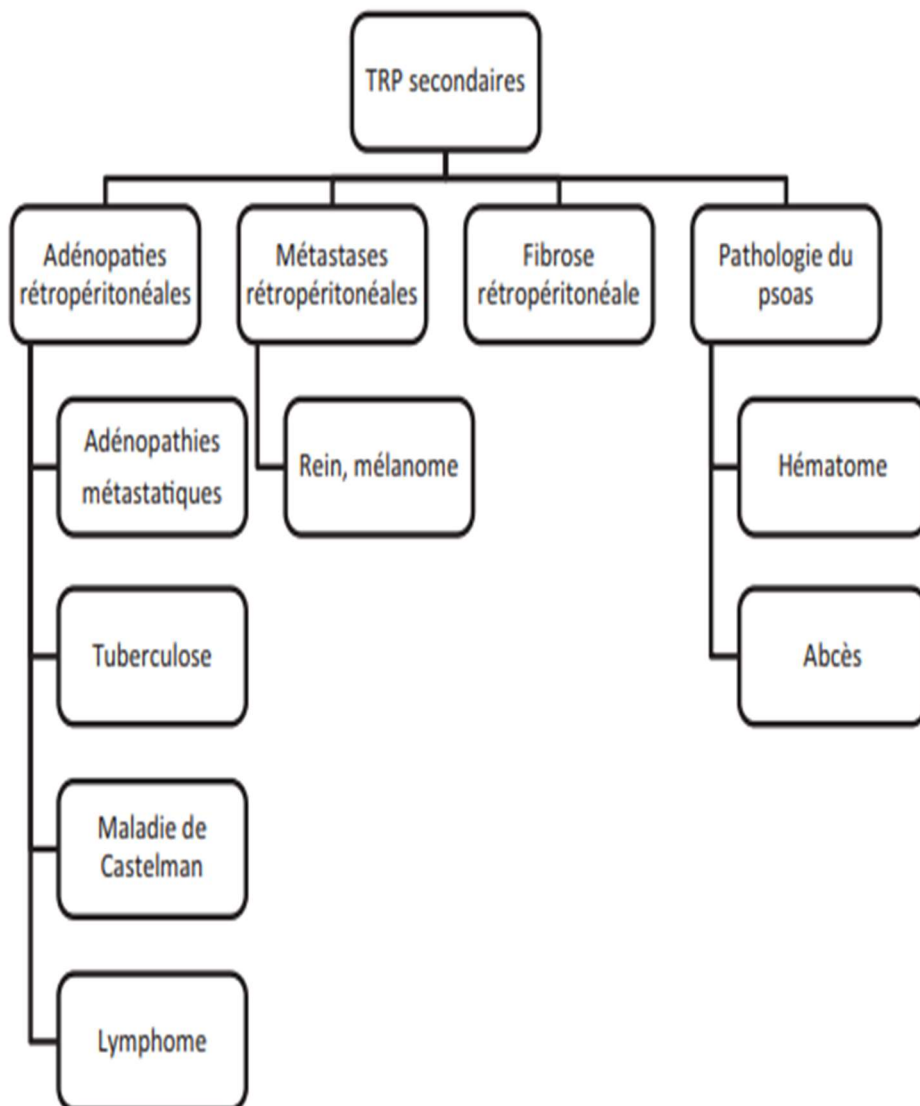 TRP secondaires
Adénopaties
rétropéritonéales
Métastases
rétropéritonéales
Fibrose
rétropéritonéale
Pathologie du
psoas
Adénopathies
métastatiques
Rein, mélanome
Hématome
Tuberculose
Abcès
Maladie de
Castelman
Lymphome